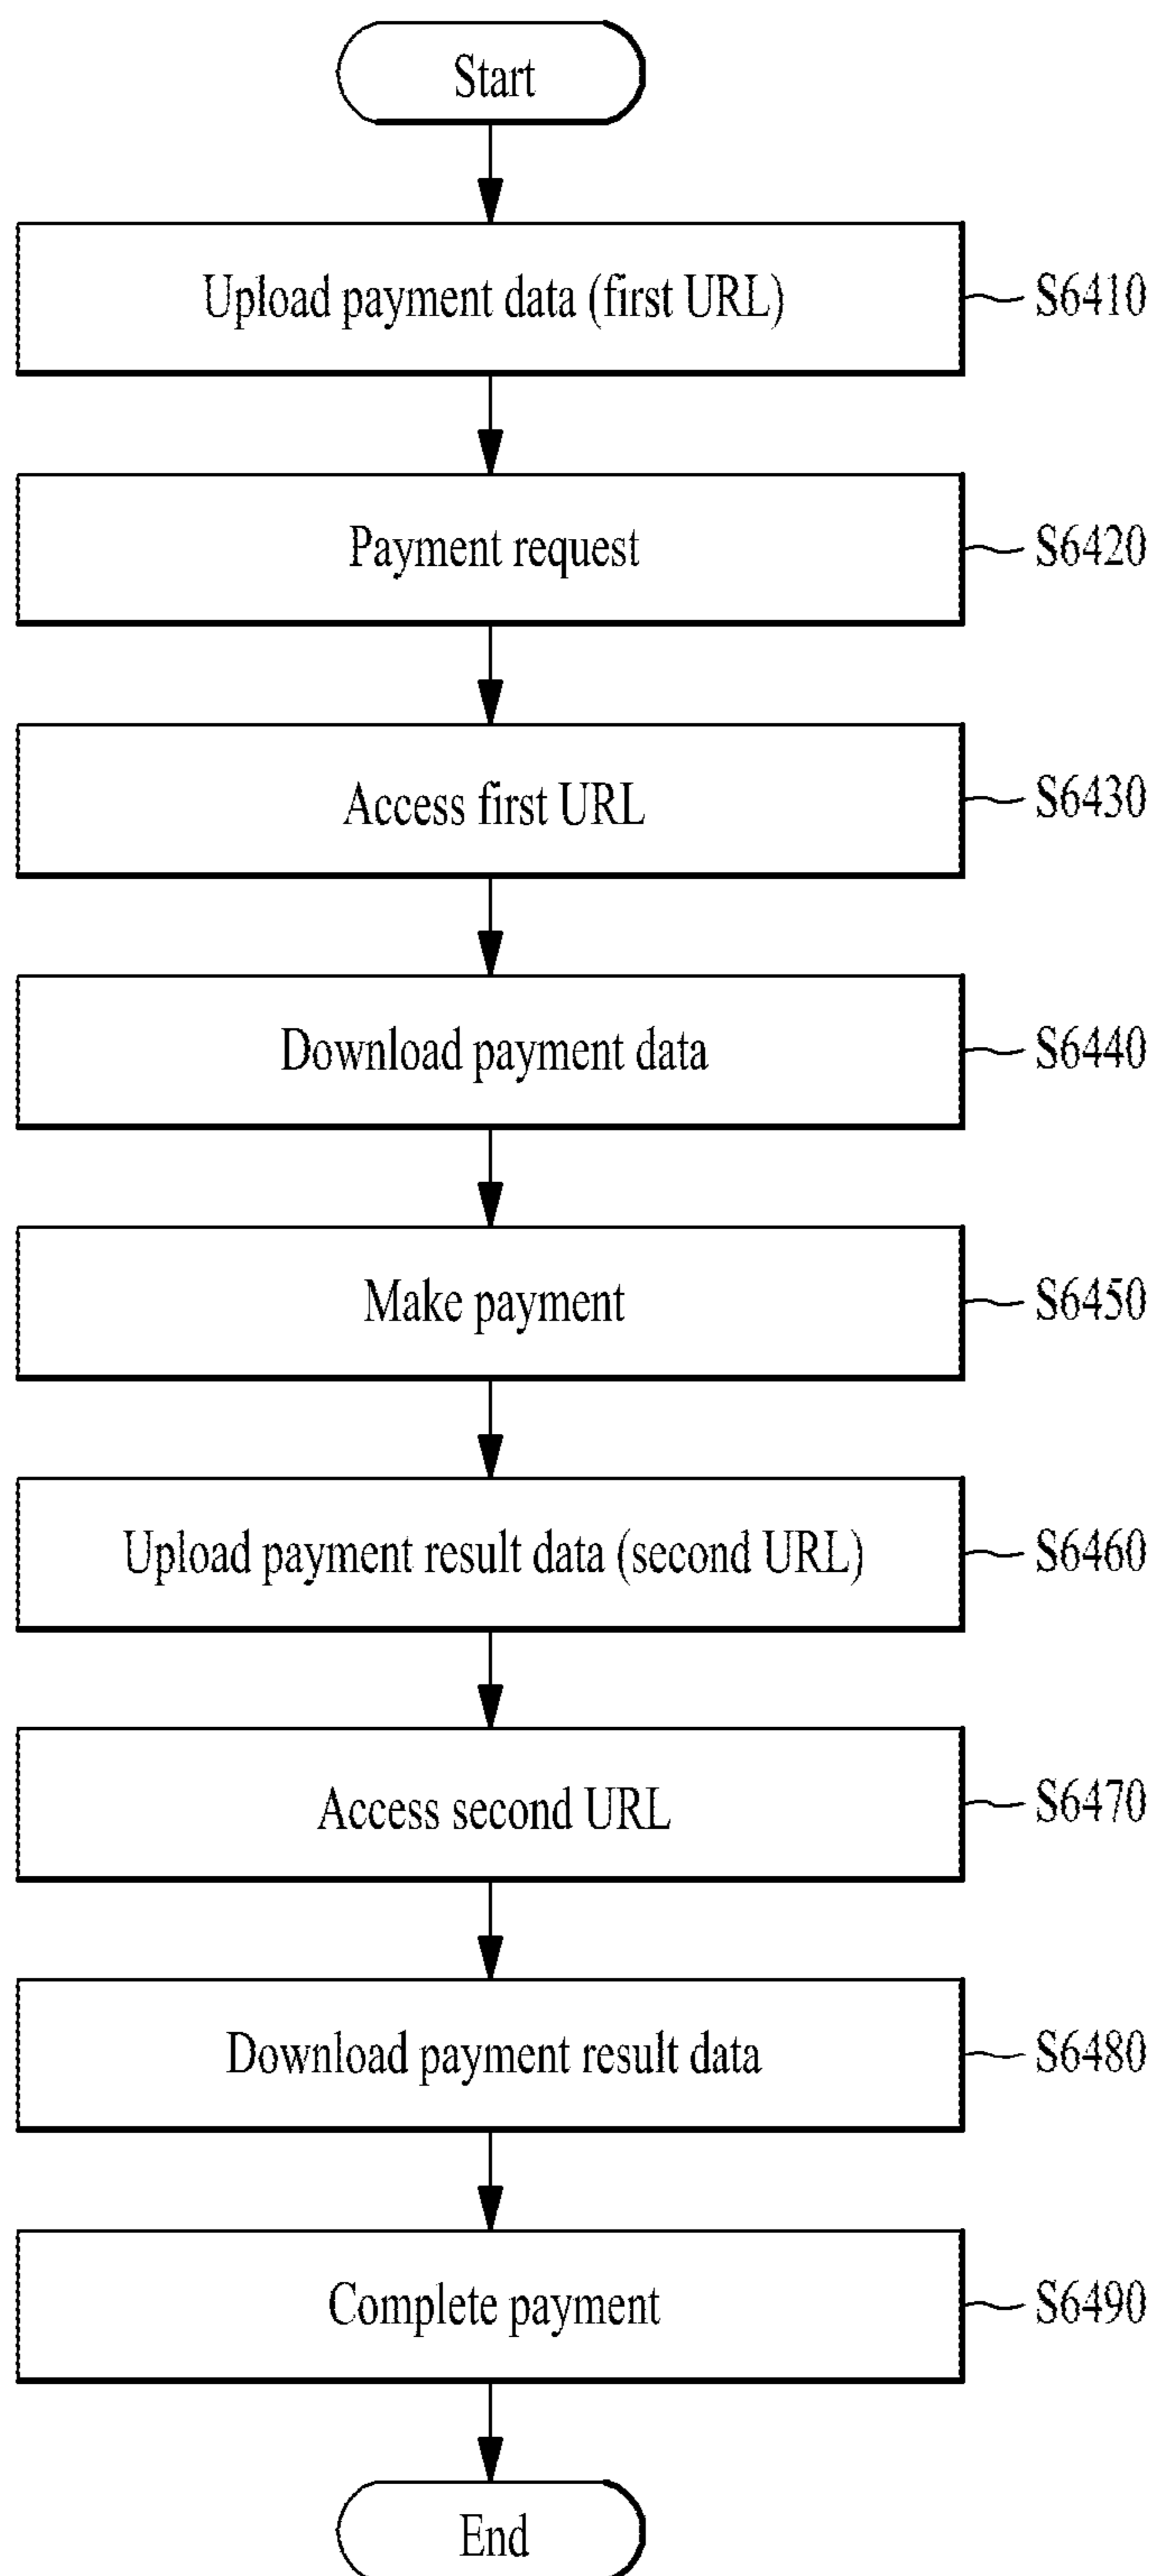 Start
Upload payment data (first URL)
S6410
Payment request
S6420
Access first URL
S6430
Download payment data
S6440
Make payment
S6450
Upload payment result data (second URL)
S6460
Access second URL
S6470
Download payment result data
S6480
Complete payment
S6490
End